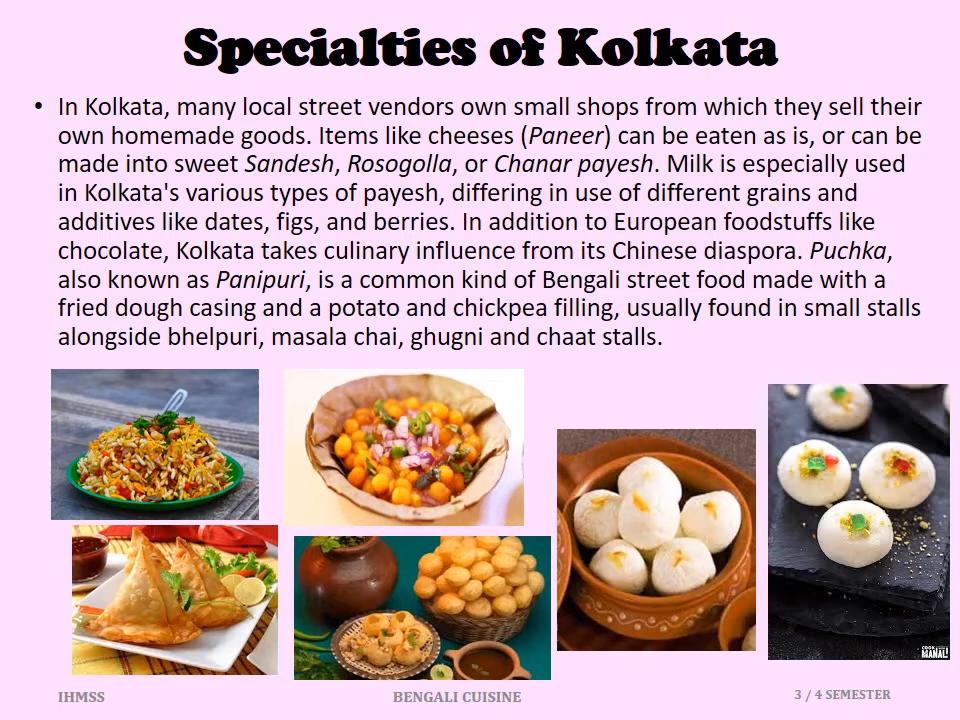 Specialties of Kolkata
• In Kolkata, many local street vendors own small shops from which they sell their
own homemade goods. Items like cheeses (Paneer) can be eaten as is, or can be
made into sweet Sandesh, Rosogolla, or Chanar payesh. Milk is especially used
in Kolkata's various types of payesh, differing in use of different grains and
additives like dates, figs, and berries. In addition to European foodstuffs like
chocolate, Kolkata takes culinary influence from its Chinese diaspora. Puchka,
also known as Panipuri, is a common kind of Bengali street food made with a
fried dough casing and a potato and chickpea filling, usually found in small stalls
alongside bhelpuri, masala chai, ghugni and chaat stalls.
MANALI
IHMSS
BENGALI CUISINE
3 / 4 SEMESTER